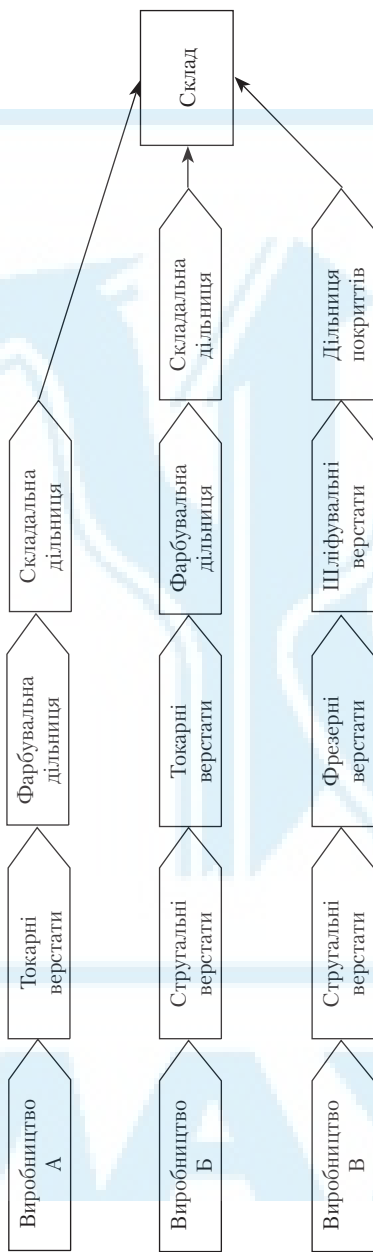 Виробництво
А
Токарні
верстати
Фарбувальна
дільниця
Складальна
дільниця
Виробництво
Б
Стругальні
верстати
Токарні
верстати
Фарбувальна
дільниця
Складальна
дільниця
Виробництво
В
Стругальні
верстати
Фрезерні
верстати
Шліфувальні
верстати
Дільниця
покриттів
Склад